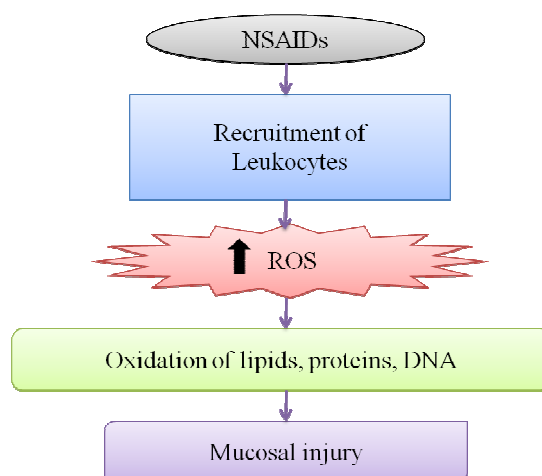 NSAIDs
Recruitment of
Leukocytes
ROS
Oxidation of lipids, proteins, DNA
Mucosal injury